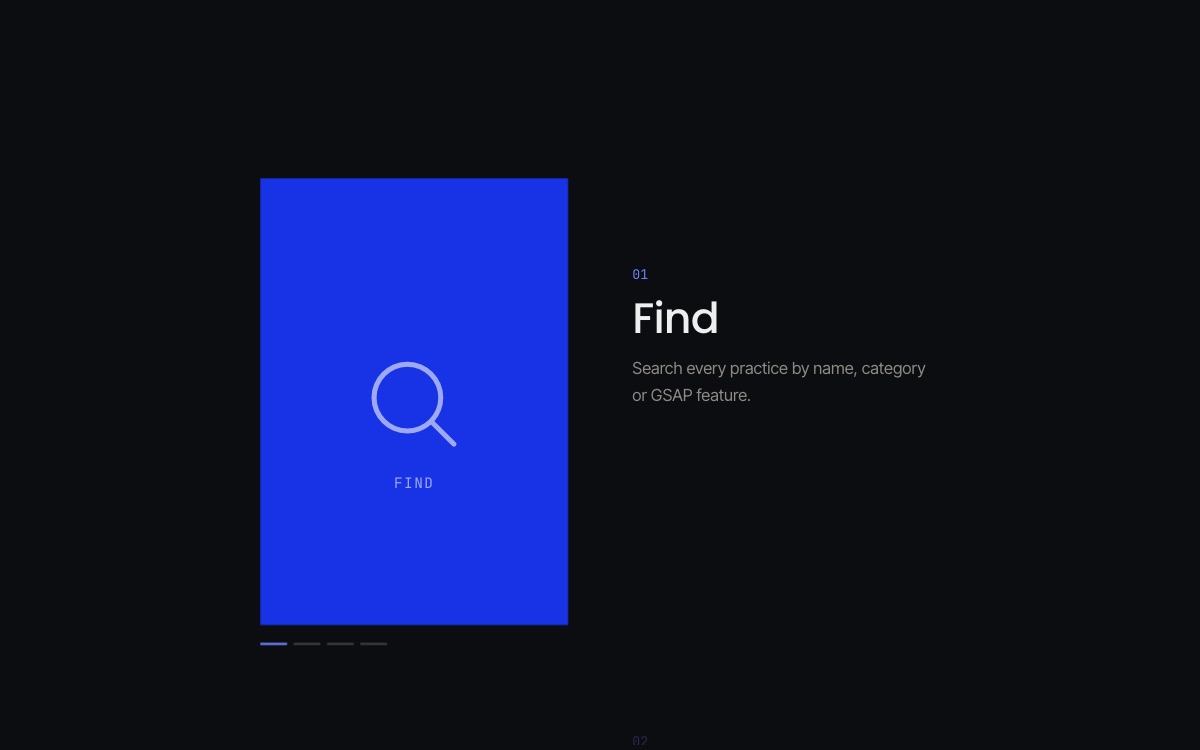 FIND
01
Find
Search every practice by name, category
or GSAP feature.
02